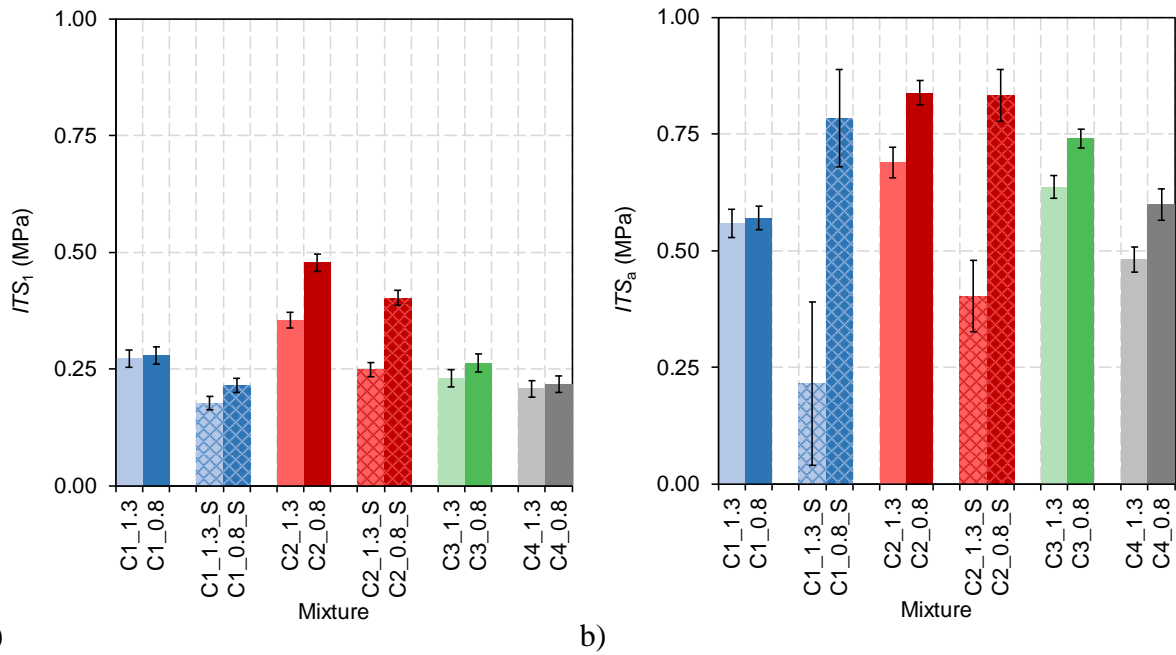 1.00
0.75
0.50
0.25
0.00
ITS1 (MPa)
C1_1.3
C1_0.8
C1_1.3_S
C1_0.8_S
C2_1.3
C2_0.8
C2_1.3_S
C2_0.8_S
C3_1.3
C3_0.8
C4_1.3
C4_0.8
Mixture
)
1.00
0.75
0.50
0.25
0.00
ITSa (MPa)
C1_1.3
C1_0.8
C1_1.3_S
C1_0.8_S
C2_1.3
C2_0.8
C2_1.3_S
C2_0.8_S
C3_1.3
C3_0.8
C4_1.3
C4_0.8
Mixture
b)